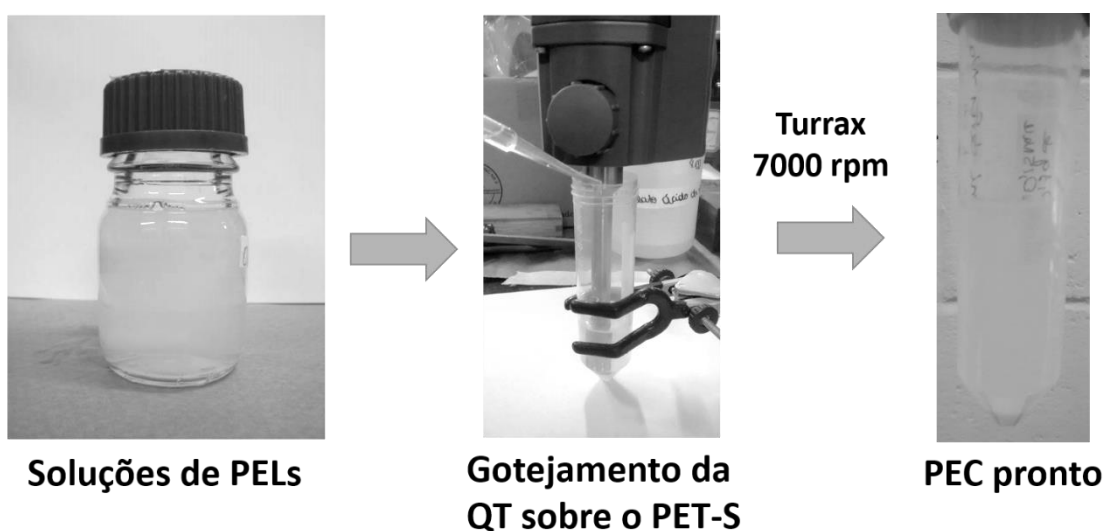 Turrax
7000 rpm
Soluções de PELs
Gotejamento da
QT sobre o PET-S
PEC pronto